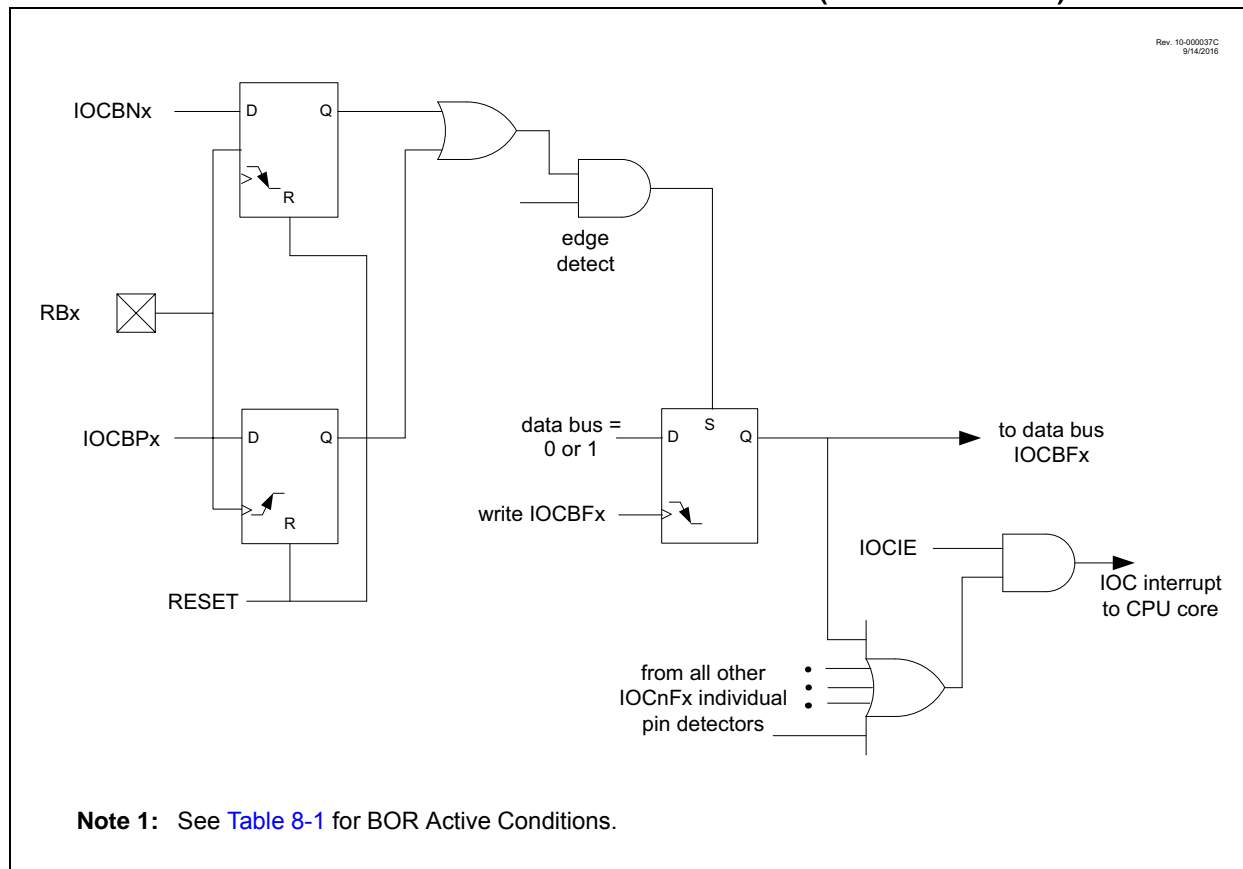 Rev. 10-000037C
9/14/2016
IOCBNx
D
Q
R
edge
detect
RBx
IOCBPx
D
Q
R
RESET
data bus =
0 or 1
D
S
Q
write IOCBFx
to data bus
IOCBFx
IOCIE
IOC interrupt
to CPU core
from all other
IOCnFx individual
pin detectors
Note 1: See Table 8-1 for BOR Active Conditions.